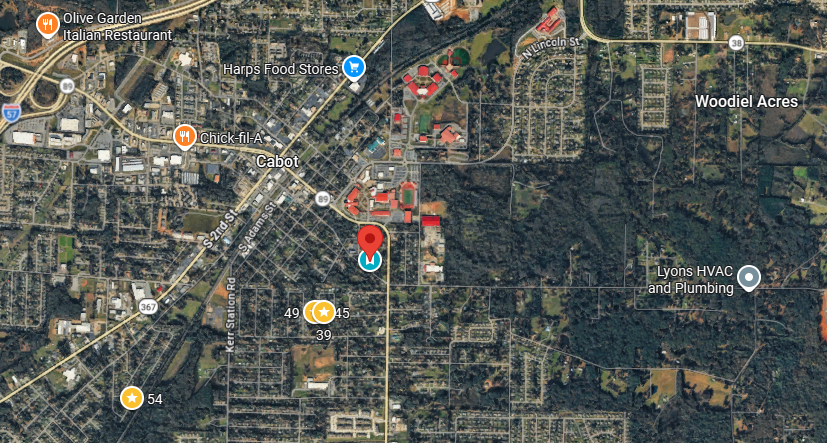 Olive Garden
Italian Restaurant
N Lincoln St
38
Harps Food Stores
89
57
Woodiel Acres
Chick-fil-A
Cabot
89
S 2nd St
S Adams St
Lyons HVAC
and Plumbing
367
Kerr Station Rd
49
45
39
54